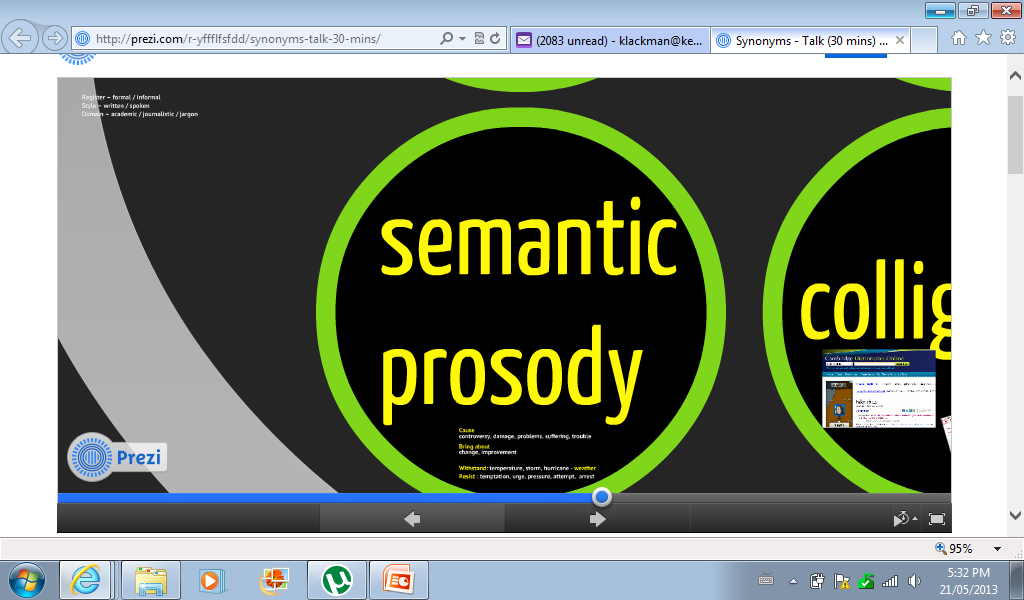 http://prezi.com/r-yffflfsfdd/synonyms-talk-30-mins/
(2083 unread) - klackman@ke...
Synonyms - Talk (30 mins) ...
Register – formal / Informal
Style – written / spoken
Domain – academic / journalistic / jargon
semantic
prosody
collig
Cambridge Dictionaries Online
Cause
controversy, damage, problems, suffering, trouble
Bring about
change, improvement
Withstand: temperature, storm, hurricane - weather
Resist : temptation, urge, pressure, attempt, arrest
Prezi
95%
5:32 PM
21/05/2013